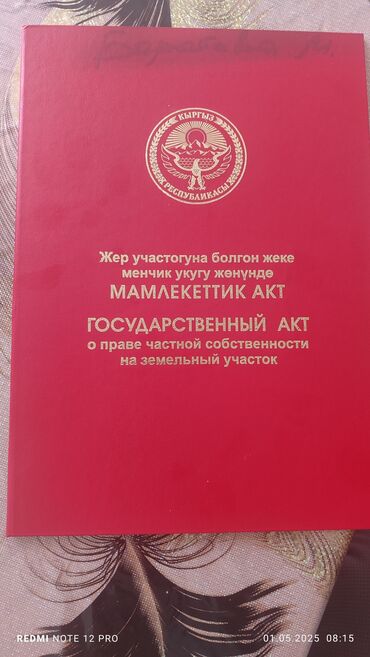 КЫРГЫЗ
РЕСПУБЛИКАСЫ
Жер участогуна болгон жеке
менчик укугу жөнүндө
МАМЛЕКЕТТИК АКТ
ГОСУДАРСТВЕННЫЙ АКТ
о праве частной собственности
на земельный участок
REDMI NOTE 12 PRO
01.05.2025 08:15